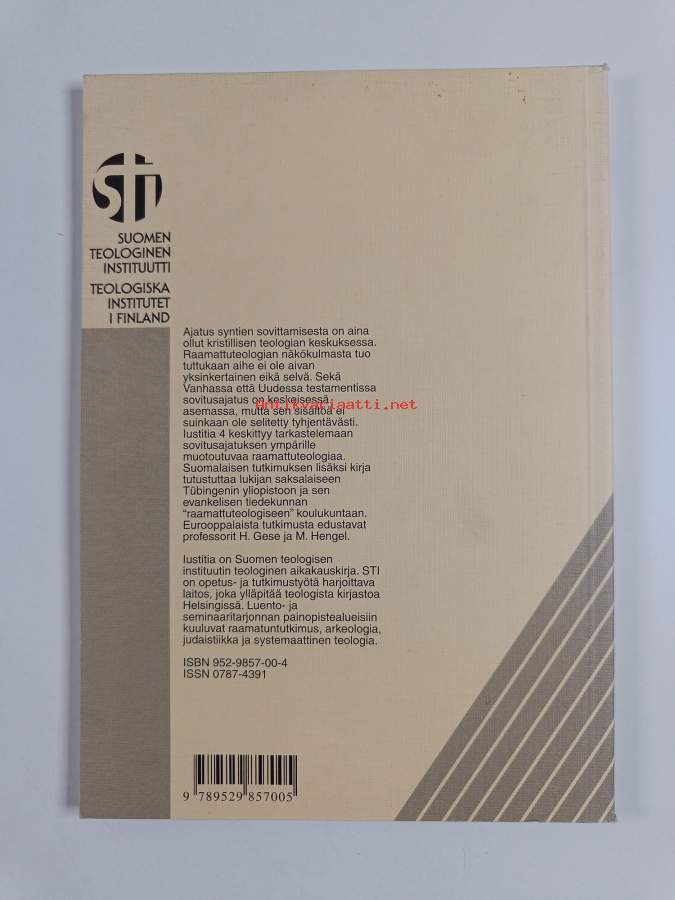 STi
SUOMEN
TEOLOGINEN
INSTITUUTTI
TEOLOGISKA
INSTITUTET
I FINLAND
Ajatus syntien sovittamisesta on aina
ollut kristillisen teologian keskuksessa.
Raamattuteologian näkökulmasta tuo
tuttukaan aihe ei ole aivan
yksinkertainen eikä selvä. Sekä
Vanhassa että Uudessa testamentissa
sovitusajatus on keskeisessä
asemassa, mutta sen sisältöä ei
antikvariaatti.net
suinkaan ole selitetty tyhjentävästi.
Iustitia 4 keskittyy tarkastelemaan
sovitusajatuksen ympärille
muotoutuvaa raamattuteologiaa.
Suomalaisen tutkimuksen lisäksi kirja
tutustuttaa lukijan saksalaiseen
Tübingenin yliopistoon ja sen
evankelisen tiedekunnan
“raamattuteologiseen” koulukuntaan.
Eurooppalaista tutkimusta edustavat
professorit H. Gese ja M. Hengel.
Iustitia on Suomen teologisen
instituutin teologinen aikakauskirja. STI
on opetus- ja tutkimustyötä harjoittava
laitos, joka ylläpitää teologista kirjastoa
Helsingissä. Luento- ja
seminaaritarjonnan painopistealueisiin
kuuluvat raamatuntutkimus, arkeologia,
judaistiikka ja systemaattinen teologia.
ISBN 952-9857-00-4
ISSN 0787-4391
9 789529 857005